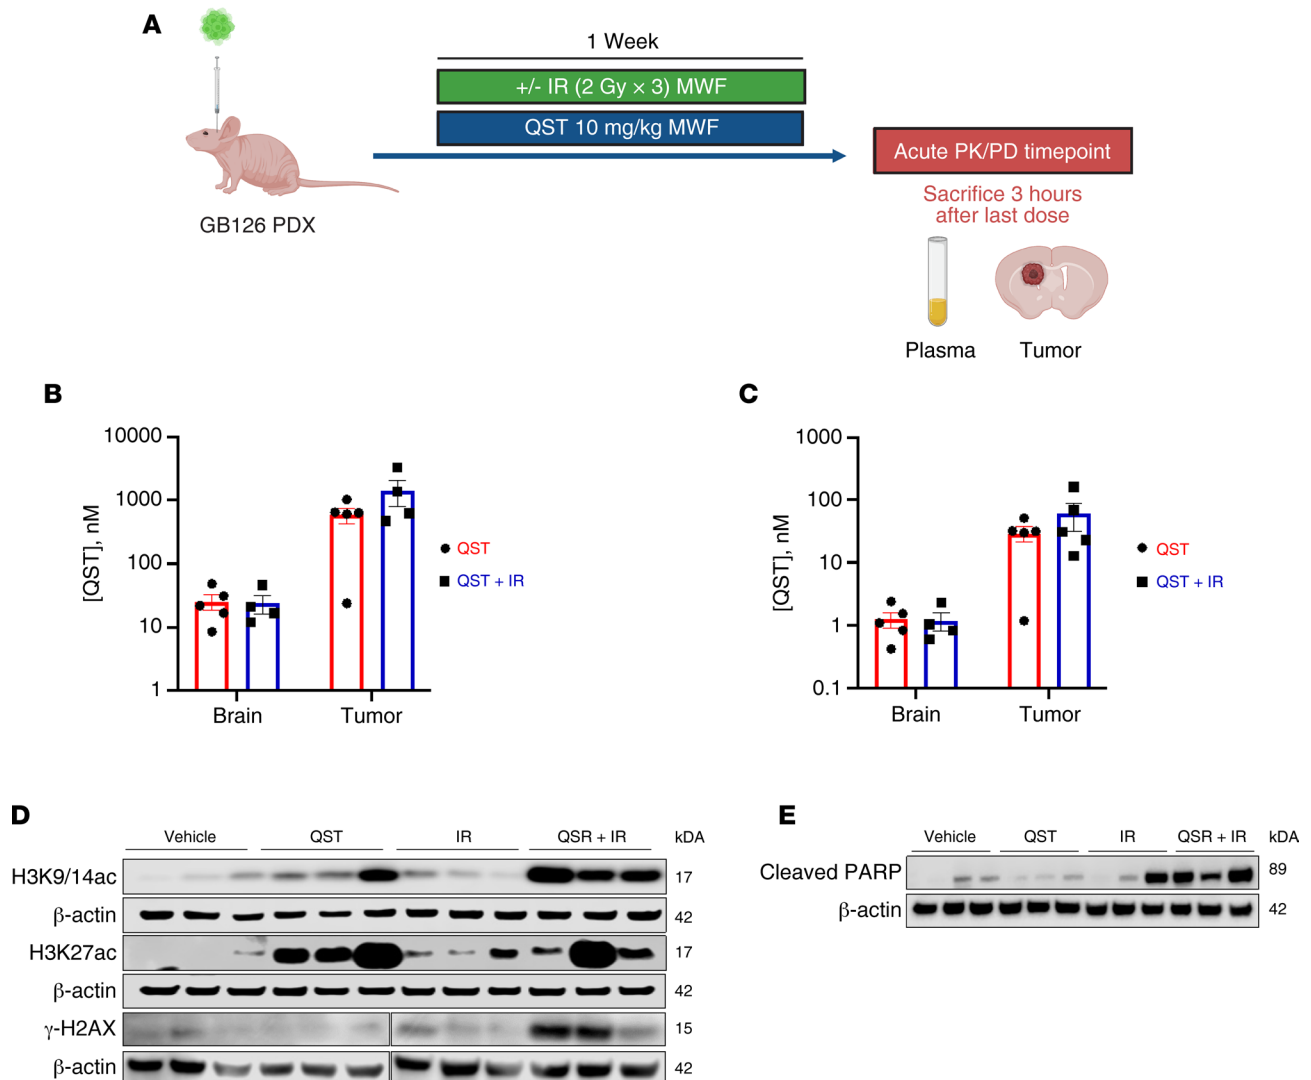 A
1 Week
+/- IR (2 Gy × 3) MWF
QST 10 mg/kg MWF
Acute PK/PD timepoint
Sacrifice 3 hours
after last dose
GB126 PDX
Plasma
Tumor
B
10000
1000
100
10
1
[QST], nM
Brain
Tumor
QST
QST + IR
C
1000
100
10
1
0.1
[QST], nM
Brain
Tumor
QST
QST + IR
D
Vehicle QST IR QSR + IR kDA
H3K9/14ac 17
β-actin 42
H3K27ac 17
β-actin 42
γ-H2AX 15
β-actin 42
E
Vehicle QST IR QSR + IR kDA
Cleaved PARP 89
β-actin 42